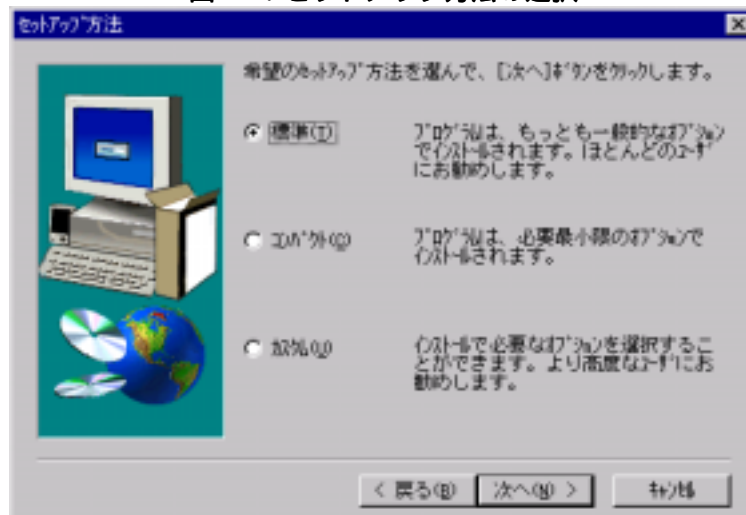 セットアップ方法
希望のｾｯﾄｱｯﾌﾟ方法を選んで、[次へ]ﾎﾞﾀﾝをｸﾘｯｸします。
標準(T)
ﾌﾟﾛｸﾞﾗﾑは、もっとも一般的なｵﾌﾟｼｮﾝ
でｲﾝｽﾄｰﾙされます。ほとんどのﾕｰｻﾞ
にお勧めします。
ｺﾝﾊﾟｸﾄ(C)
ﾌﾟﾛｸﾞﾗﾑは、必要最小限のｵﾌﾟｼｮﾝで
ｲﾝｽﾄｰﾙされます。
ｶｽﾀﾑ(U)
ｲﾝｽﾄｰﾙで必要なｵﾌﾟｼｮﾝを選択するこ
とができます。より高度なﾕｰｻﾞにお
勧めします。
< 戻る(B)
次へ(N) >
ｷｬﾝｾﾙ